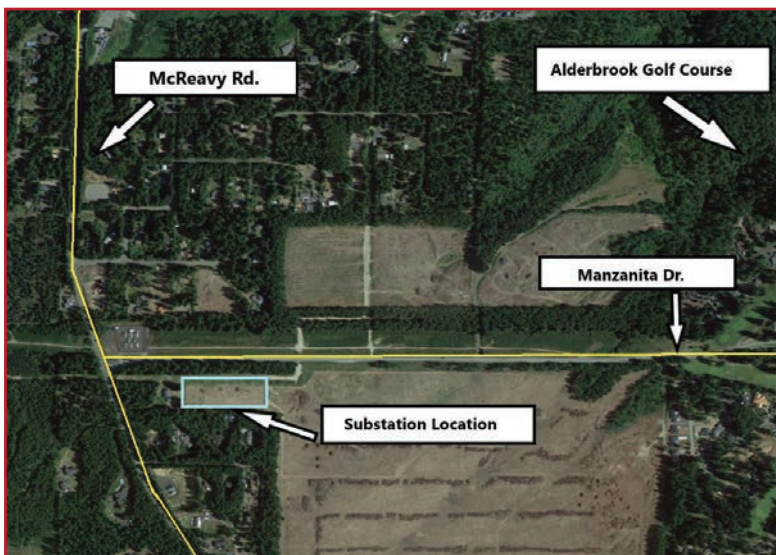 McReavy Rd.
Alderbrook Golf Course
Manzanita Dr.
Substation Location